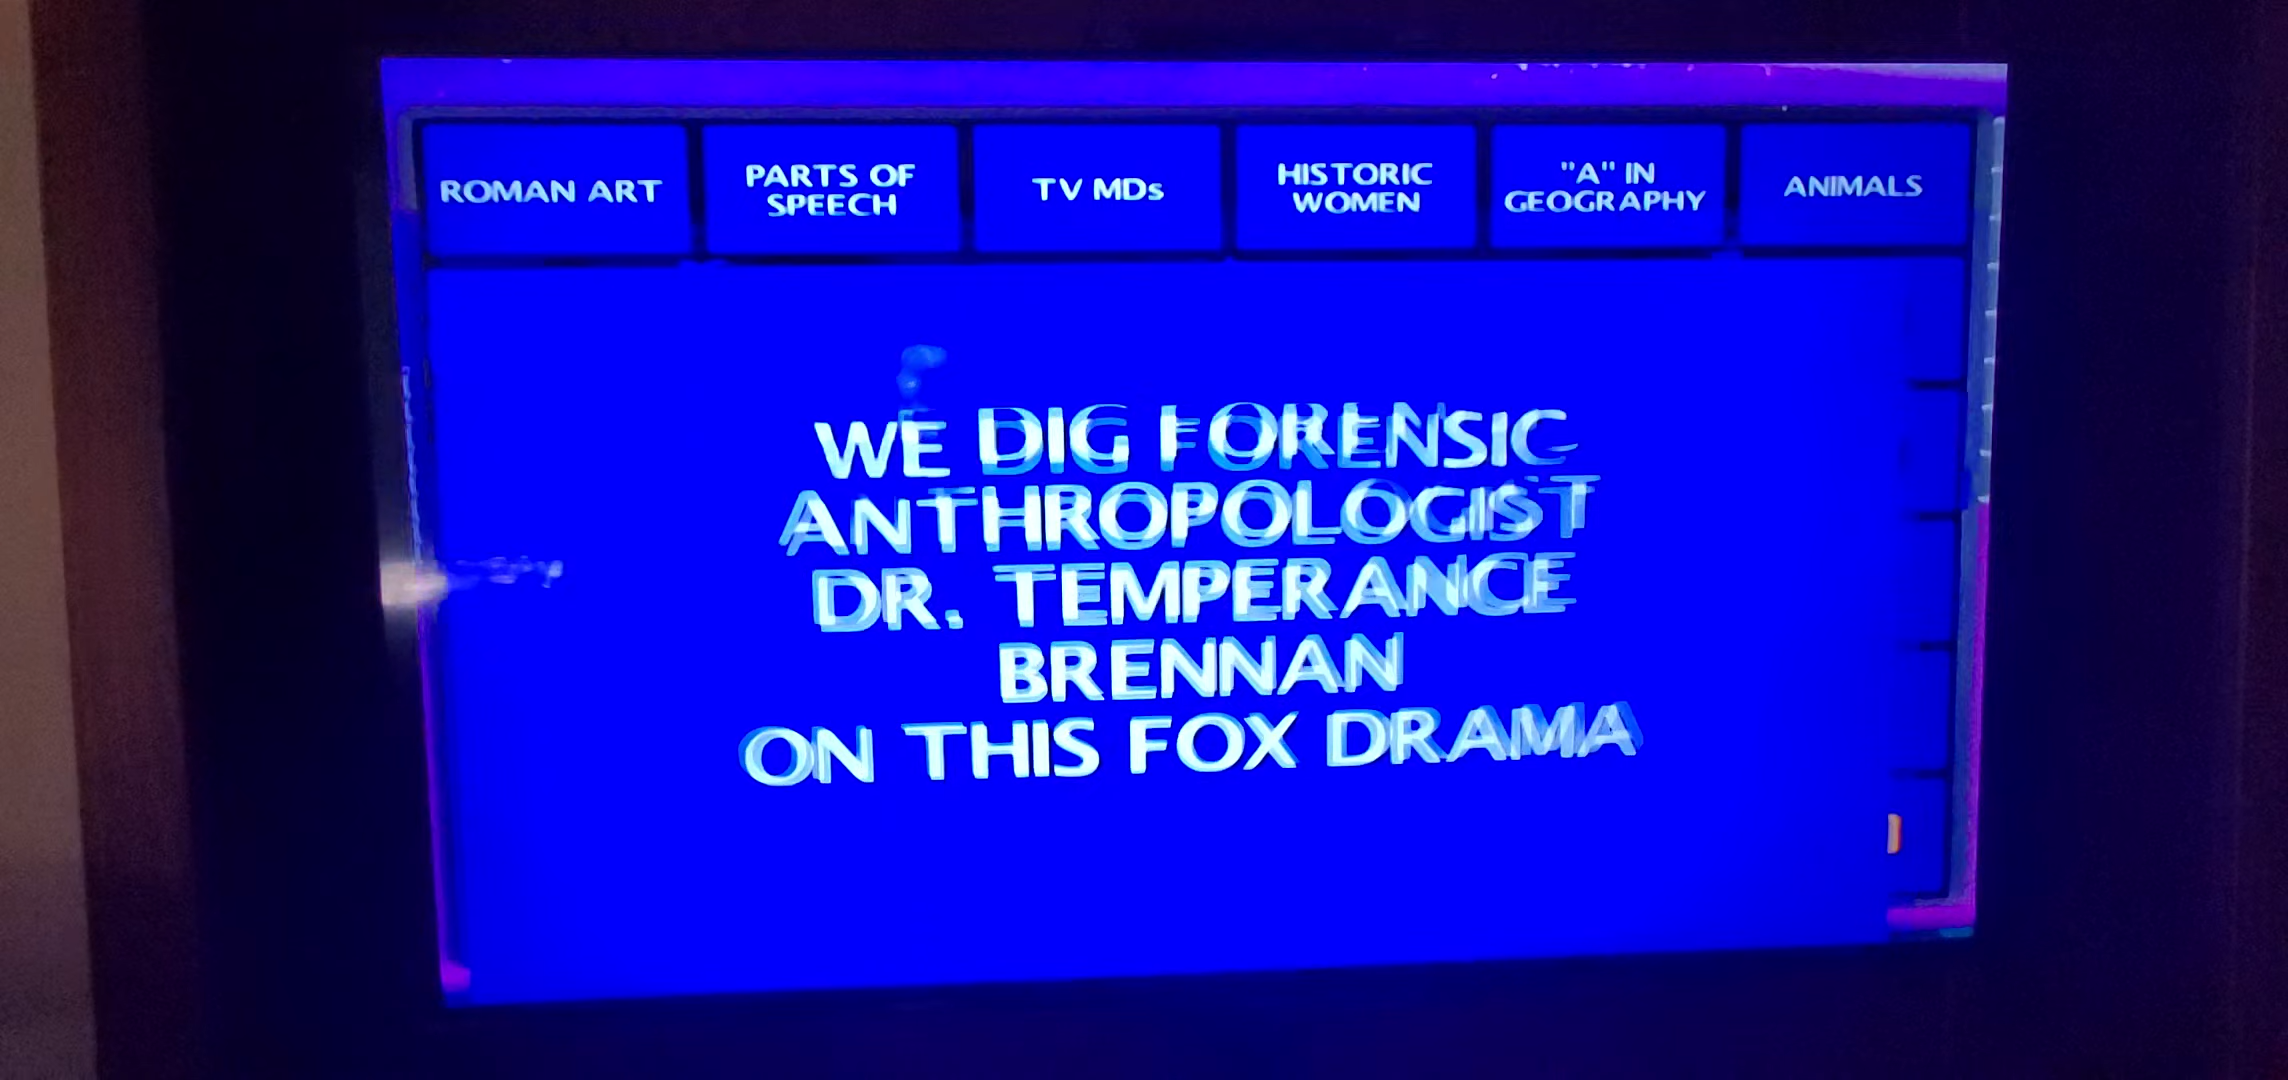 ROMAN ART
PARTS OF
SPEECH
TV MDs
HISTORIC
WOMEN
"A" IN
GEOGRAPHY
ANIMALS
WE DIG FORENSIC
ANTHROPOLOGIST
DR. TEMPERANCE
BRENNAN
ON THIS FOX DRAMA